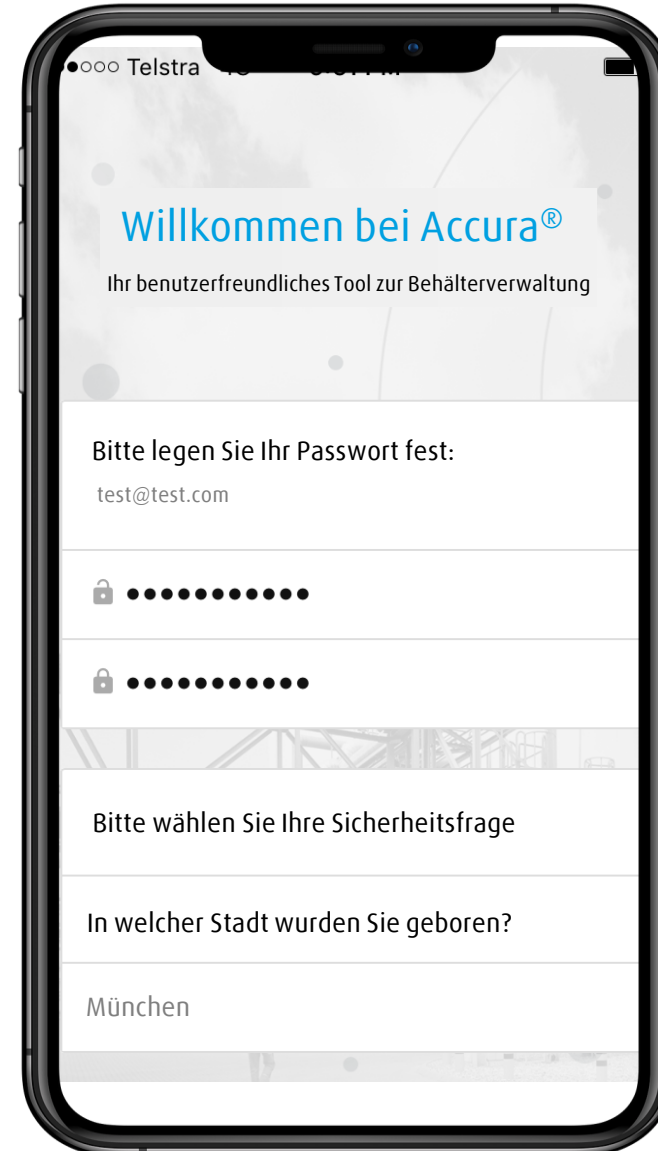 Telstra
Willkommen bei Accura®
Ihr benutzerfreundliches Tool zur Behälterverwaltung
Bitte legen Sie Ihr Passwort fest:
test@test.com
Bitte wählen Sie Ihre Sicherheitsfrage
In welcher Stadt wurden Sie geboren?
München